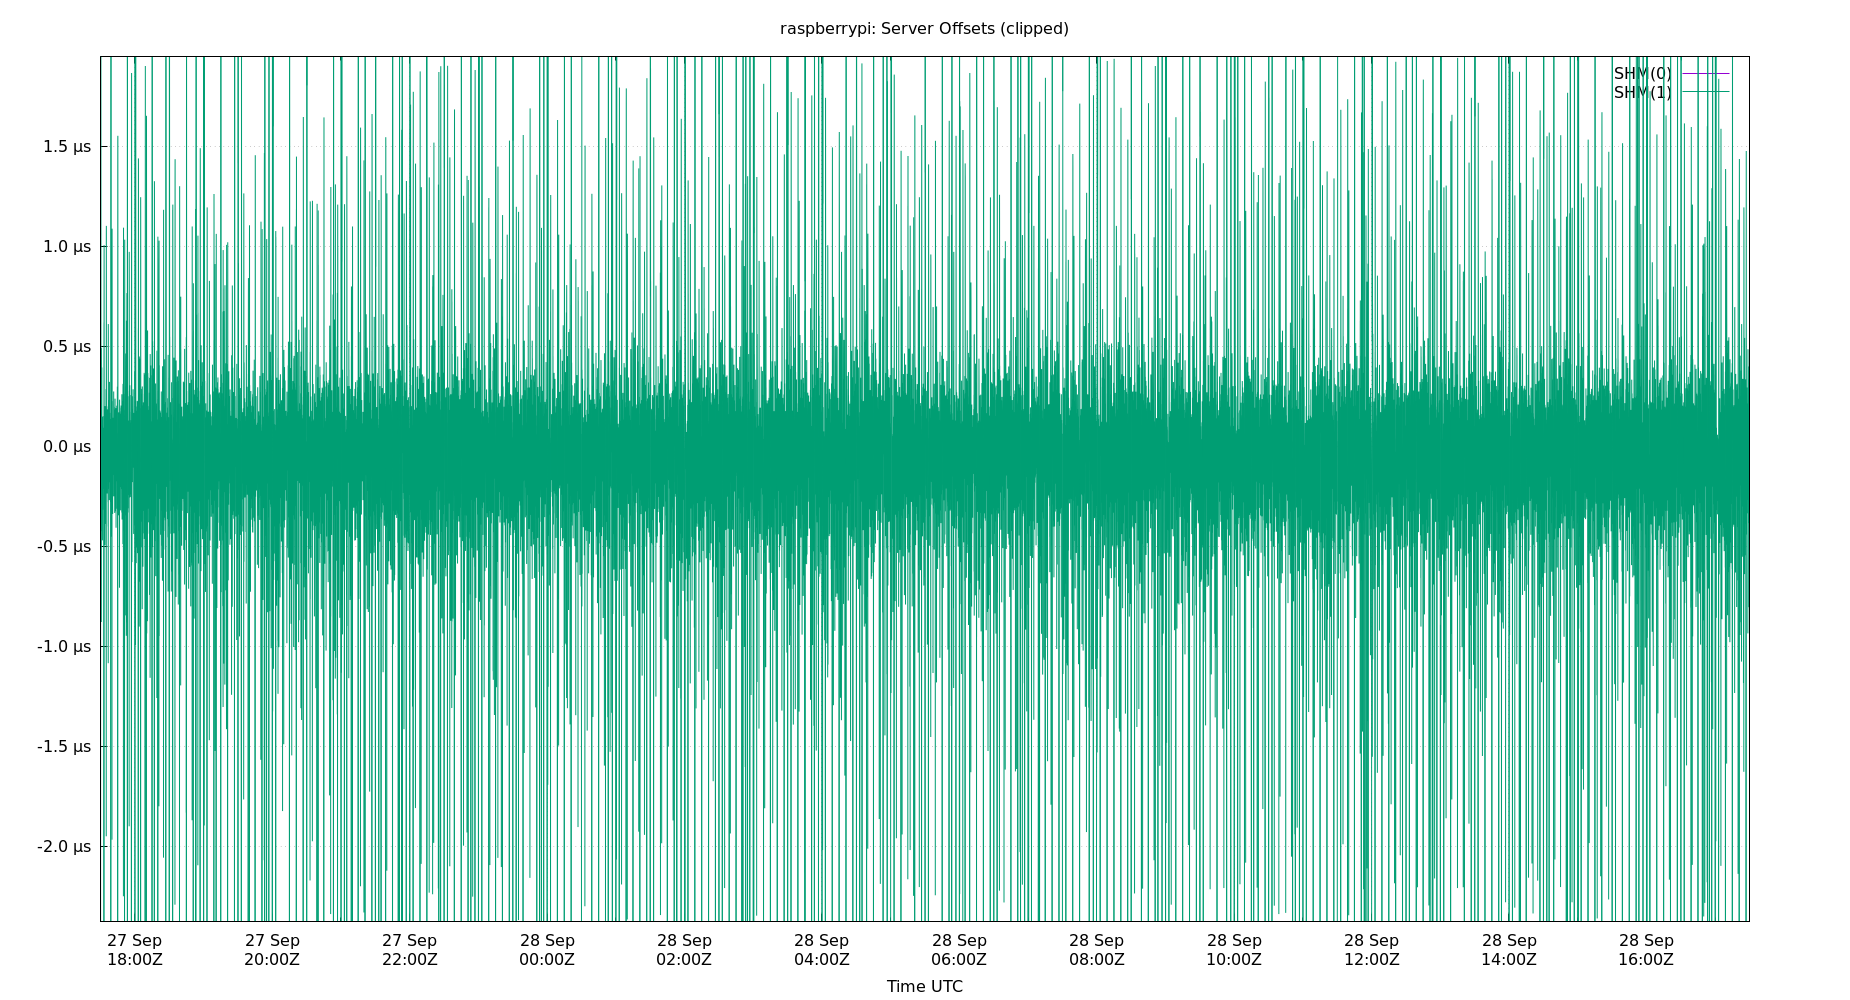 raspberrypi: Server Offsets (clipped)
SHM(0)
SHM(1)
1.5 µs
1.0 µs
0.5 µs
0.0 µs
-0.5 µs
-1.0 µs
-1.5 µs
-2.0 µs
27 Sep 27 Sep 27 Sep 28 Sep 28 Sep 28 Sep 28 Sep 28 Sep 28 Sep 28 Sep 28 Sep 28 Sep
18:00Z 20:00Z 22:00Z 00:00Z 02:00Z 04:00Z 06:00Z 08:00Z 10:00Z 12:00Z 14:00Z 16:00Z
Time UTC